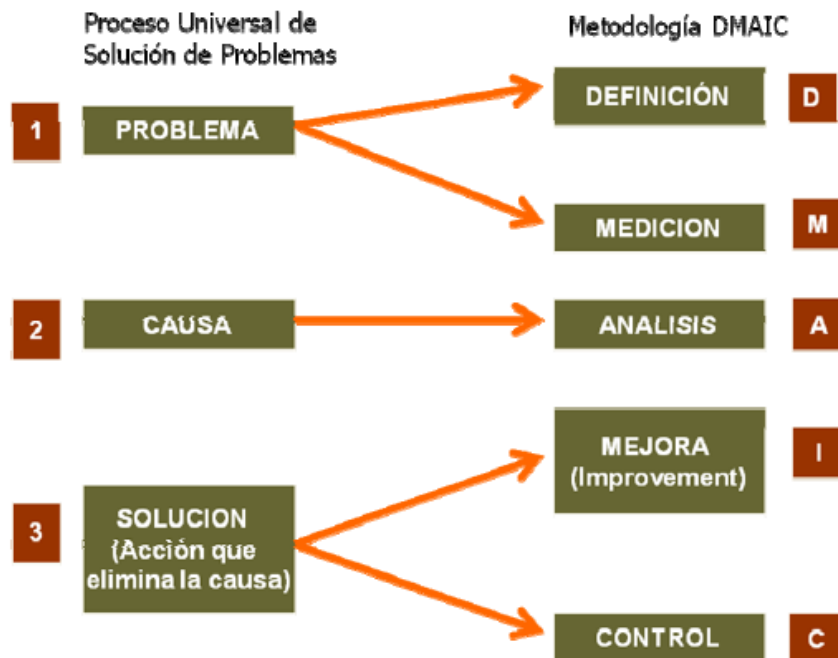 Proceso Universal de
Solución de Problemas
Metodología DMAIC
1
PROBLEMA
DEFINICIÓN
D
MEDICION
M
2
CAUSA
ANALISIS
A
3
SOLUCION
(Acción que
elimina la causa)
MEJORA
(Improvement)
I
CONTROL
C